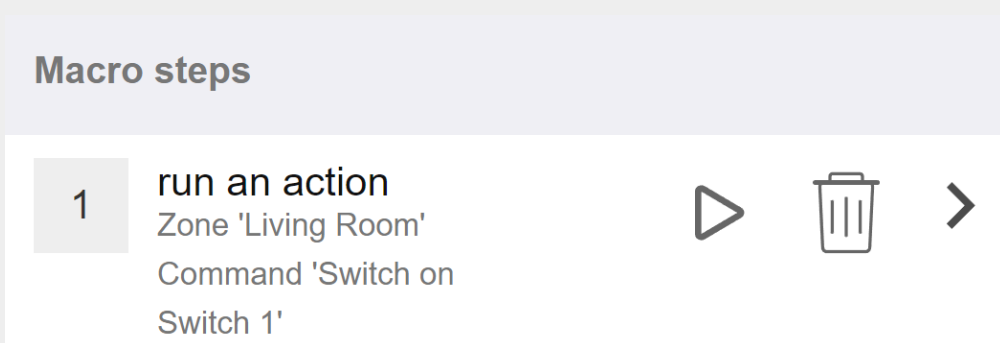 Macro steps
1
run an action
Zone 'Living Room'
Command 'Switch on
Switch 1'